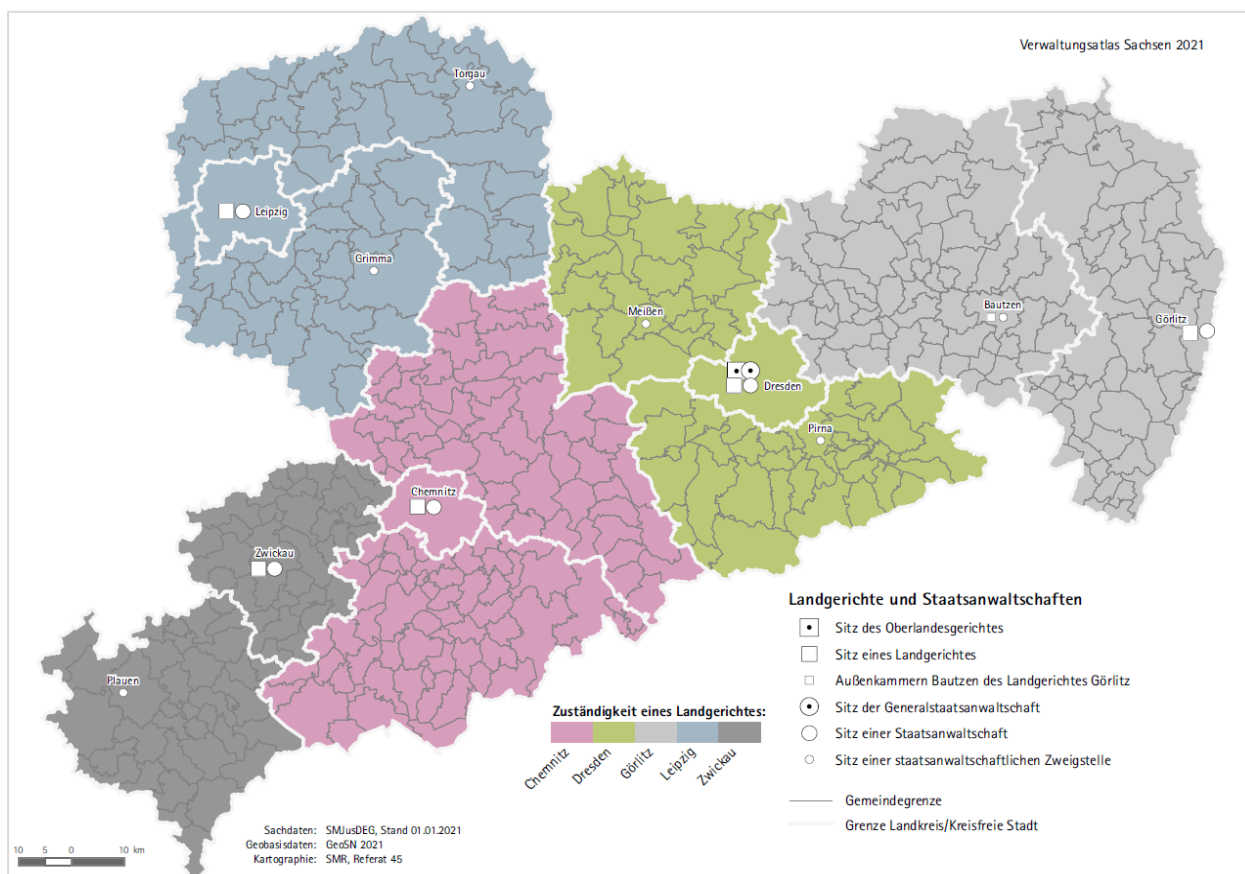 Verwaltungsatlas Sachsen 2021
Torgau
Leipzig
Grimma
Meißen
Bautzen
Görlitz
Dresden
Pirna
Chemnitz
Zwickau
Plauen
Landgerichte und Staatsanwaltschaften
Sitz des Oberlandesgerichtes
Sitz eines Landgerichtes
Außenkammern Bautzen des Landgerichtes Görlitz
Sitz der Generalstaatsanwaltschaft
Sitz einer Staatsanwaltschaft
Sitz einer staatsanwaltschaftlichen Zweigstelle
Gemeindegrenze
Grenze Landkreis/Kreisfreie Stadt
Zuständigkeit eines Landgerichtes:
Chemnitz
Dresden
Görlitz
Leipzig
Zwickau
Sachdaten: SMJusDEG, Stand 01.01.2021
Geobasisdaten: GeoSN 2021
Kartographie: SMR, Referat 45
10 5 0 10 km